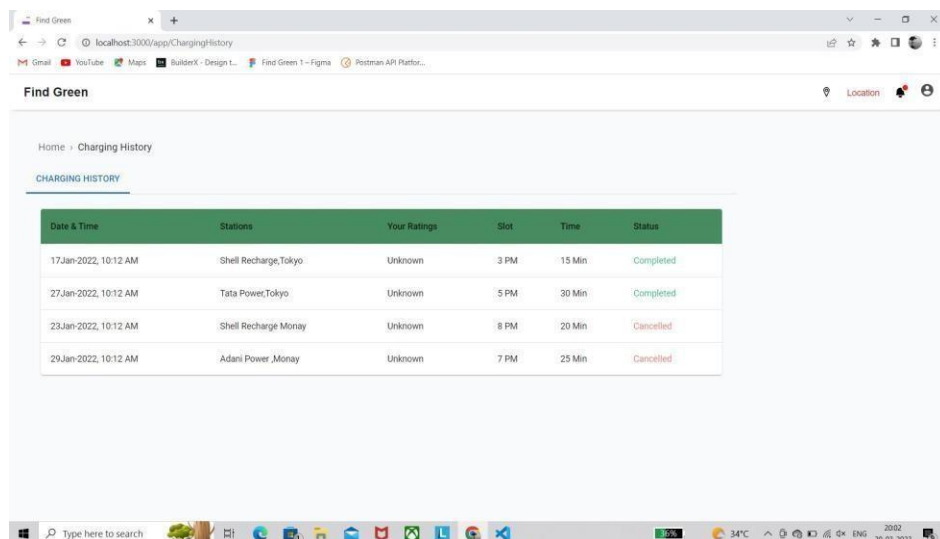 Find Green
localhost:3000/app/ChargingHistory
Gmail YouTube Maps BuilderX - Design t... Find Green 1 – Figma Postman API Platfor...
Find Green Location
Home › Charging History
CHARGING HISTORY
Date & Time Stations Your Ratings Slot Time Status
17Jan-2022, 10:12 AM Shell Recharge,Tokyo Unknown 3 PM 15 Min Completed
27Jan-2022, 10:12 AM Tata Power,Tokyo Unknown 5 PM 30 Min Completed
23Jan-2022, 10:12 AM Shell Recharge Monay Unknown 8 PM 20 Min Cancelled
29Jan-2022, 10:12 AM Adani Power ,Monay Unknown 7 PM 25 Min Cancelled
Type here to search 36% 34°C ENG 20:02